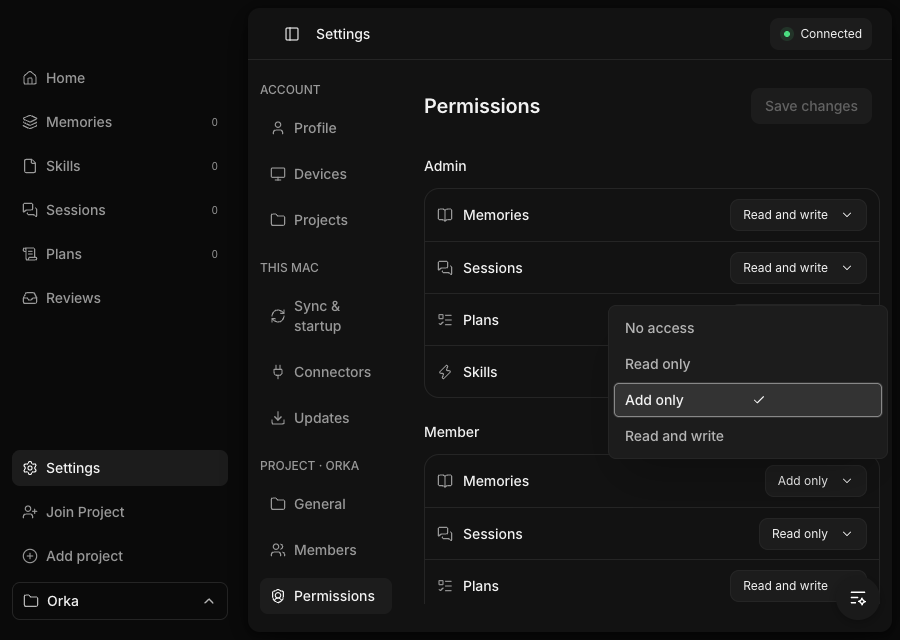 Home
Memories 0
Skills 0
Sessions 0
Plans 0
Reviews
Settings
Join Project
Add project
Orka
Settings
Connected
ACCOUNT
Profile
Devices
Projects
THIS MAC
Sync &
startup
Connectors
Updates
PROJECT · ORKA
General
Members
Permissions
Permissions
Save changes
Admin
Memories Read and write
Sessions Read and write
Plans
Skills
No access
Read only
Add only
Read and write
Member
Memories Add only
Sessions Read only
Plans Read and write